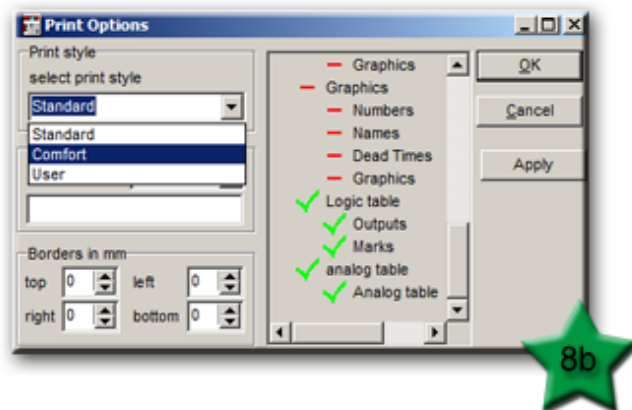 Print Options
Print style
select print style
Standard
Standard
Comfort
User
Borders in mm
top 0 left 0
right 0 bottom 0
Graphics
Graphics
Numbers
Names
Dead Times
Graphics
Logic table
Outputs
Marks
analog table
Analog table
OK
Cancel
Apply
8b